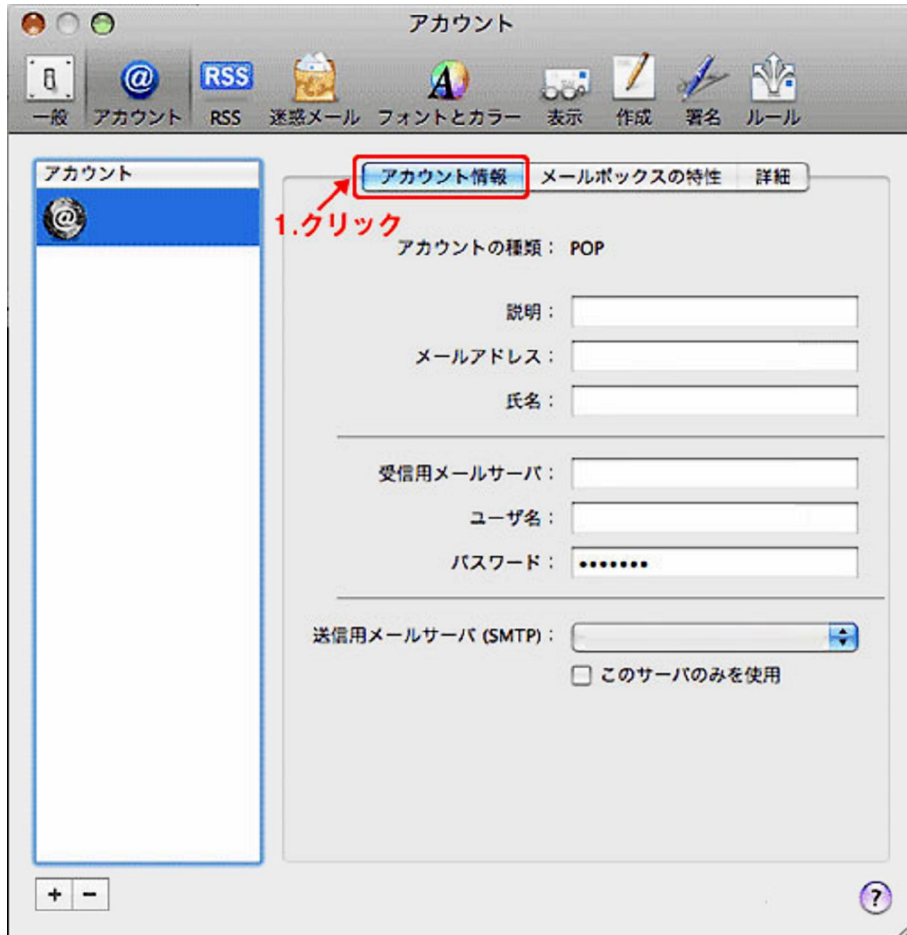 アカウント
一般 アカウント RSS 迷惑メール フォントとカラー 表示 作成 署名 ルール
RSS
アカウント
アカウント情報 メールボックスの特性 詳細
1.クリック
アカウントの種類： POP
説明：
メールアドレス：
氏名：
受信用メールサーバ：
ユーザ名：
パスワード： •••••••
送信用メールサーバ (SMTP)：
このサーバのみを使用
+ −
?